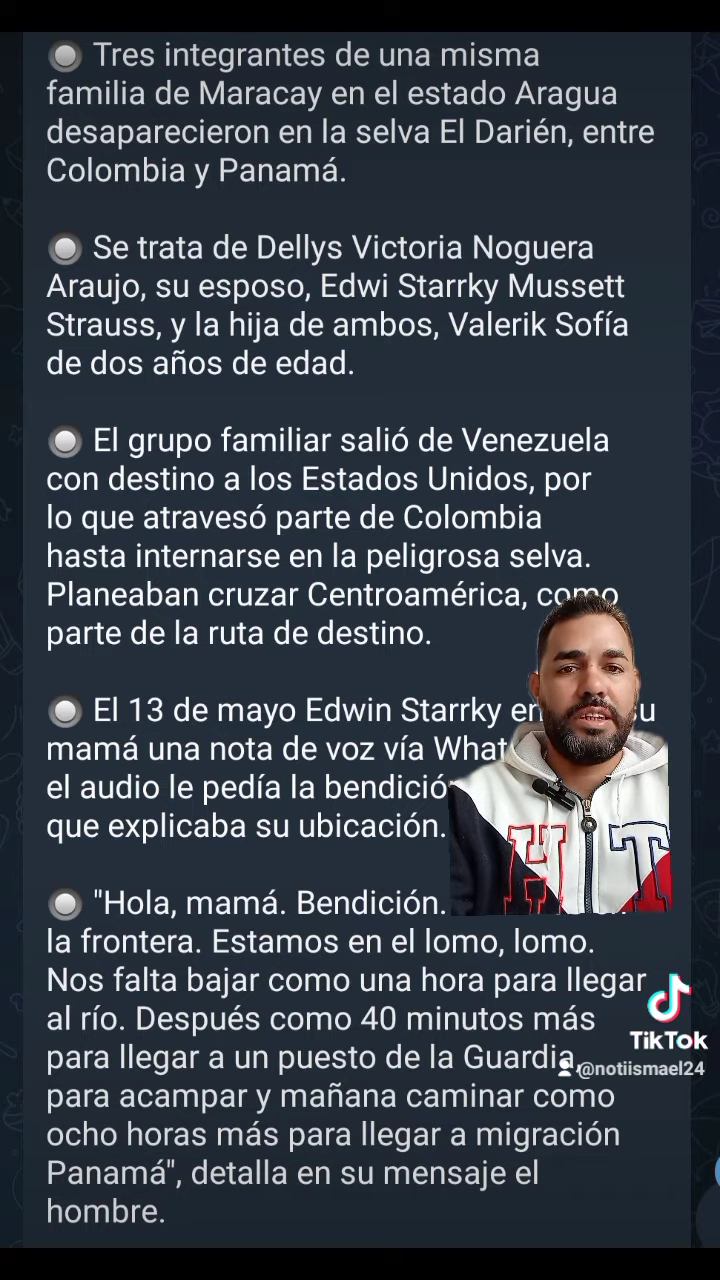 Tres integrantes de una misma
familia de Maracay en el estado Aragua
desaparecieron en la selva El Darién, entre
Colombia y Panamá.
Se trata de Dellys Victoria Noguera
Araujo, su esposo, Edwi Starrky Mussett
Strauss, y la hija de ambos, Valerik Sofía
de dos años de edad.
El grupo familiar salió de Venezuela
con destino a los Estados Unidos, por
lo que atravesó parte de Colombia
hasta internarse en la peligrosa selva.
Planeaban cruzar Centroamérica, como
parte de la ruta de destino.
El 13 de mayo Edwin Starrky
mamá una nota de voz vía
el audio le pedía la
que explicaba su ubicación.
"Hola, mamá. Bendición.
la frontera. Estamos en el lomo, lomo.
Nos falta bajar como una hora para llegar
al río. Después como 40 minutos más
para llegar a un puesto de la Guardia,
para acampar y mañana caminar como
ocho horas más para llegar a migración
Panamá", detalla en su mensaje el
hombre.
H T
TikTok
@notiismael24